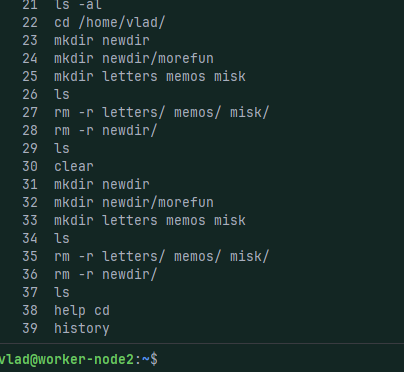 21 ls -al
22 cd /home/vlad/
23 mkdir newdir
24 mkdir newdir/morefun
25 mkdir letters memos misk
26 ls
27 rm -r letters/ memos/ misk/
28 rm -r newdir/
29 ls
30 clear
31 mkdir newdir
32 mkdir newdir/morefun
33 mkdir letters memos misk
34 ls
35 rm -r letters/ memos/ misk/
36 rm -r newdir/
37 ls
38 help cd
39 history
vlad@worker-node2:~$